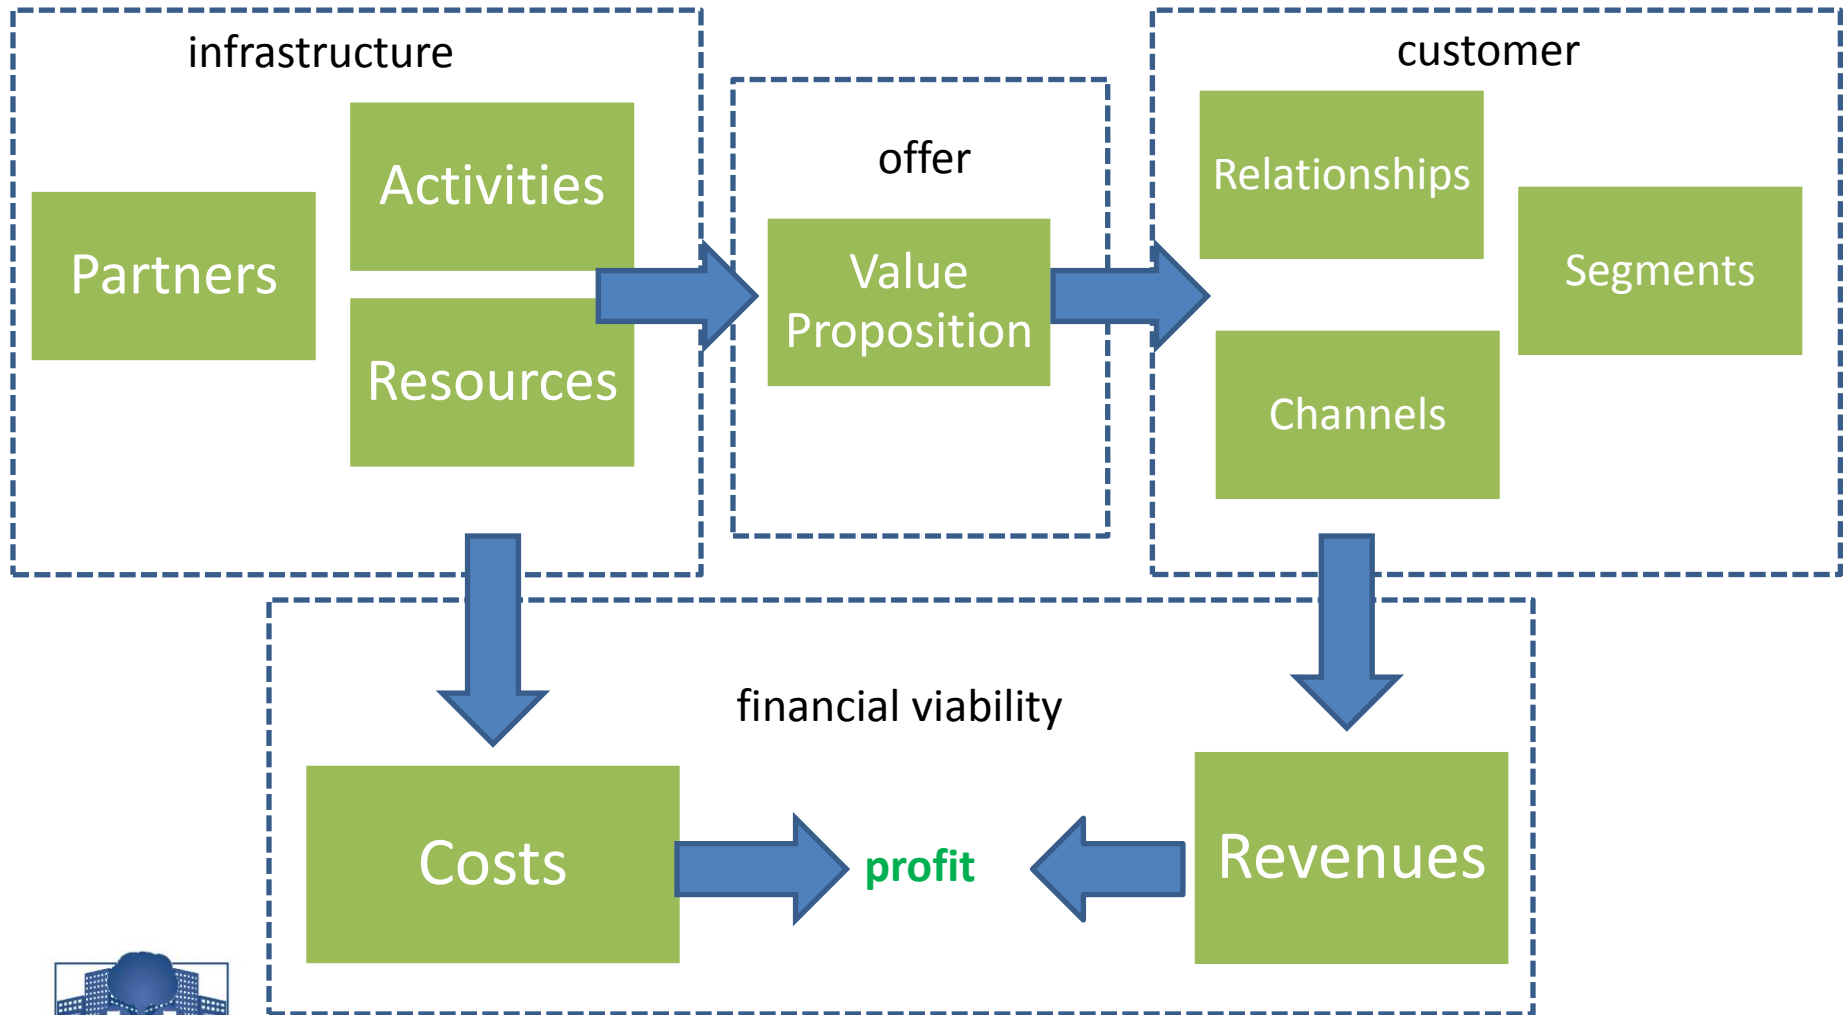 infrastructure
Partners
Activities
Resources
offer
Value
Proposition
customer
Relationships
Segments
Channels
financial viability
Costs
profit
Revenues